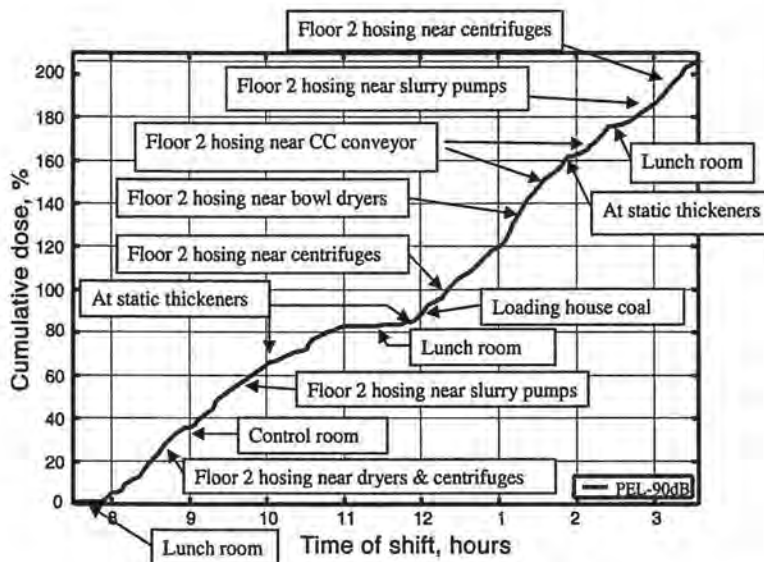 Floor 2 hosing near centrifuges
200
Floor 2 hosing near slurry pumps
180
Floor 2 hosing near CC conveyor
Lunch room
160
Floor 2 hosing near bowl dryers
At static thickeners
140
120
Floor 2 hosing near centrifuges
At static thickeners
100
Loading house coal
80
Lunch room
60
Floor 2 hosing near slurry pumps
40
Control room
20
Floor 2 hosing near dryers & centrifuges
PEL-90dB
0
Cumulative dose, %
8 9 10 11 12 1 2 3
Lunch room
Time of shift, hours